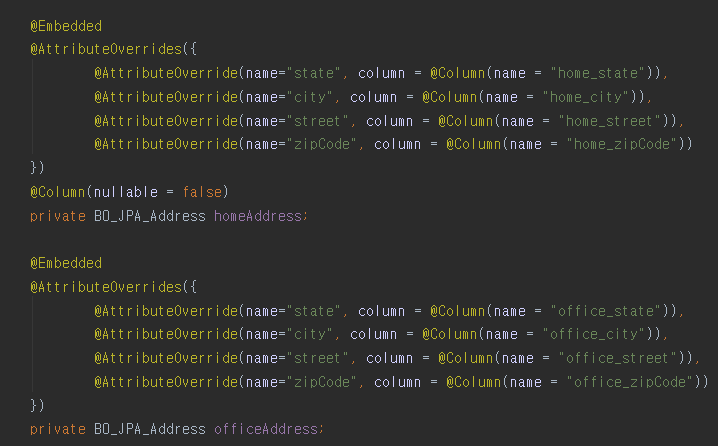 @Embedded
@AttributeOverrides({
@AttributeOverride(name="state", column = @Column(name = "home_state")),
@AttributeOverride(name="city", column = @Column(name = "home_city")),
@AttributeOverride(name="street", column = @Column(name = "home_street")),
@AttributeOverride(name="zipCode", column = @Column(name = "home_zipCode"))
})
@Column(nullable = false)
private BO_JPA_Address homeAddress;
@Embedded
@AttributeOverrides({
@AttributeOverride(name="state", column = @Column(name = "office_state")),
@AttributeOverride(name="city", column = @Column(name = "office_city")),
@AttributeOverride(name="street", column = @Column(name = "office_street")),
@AttributeOverride(name="zipCode", column = @Column(name = "office_zipCode"))
})
private BO_JPA_Address officeAddress;